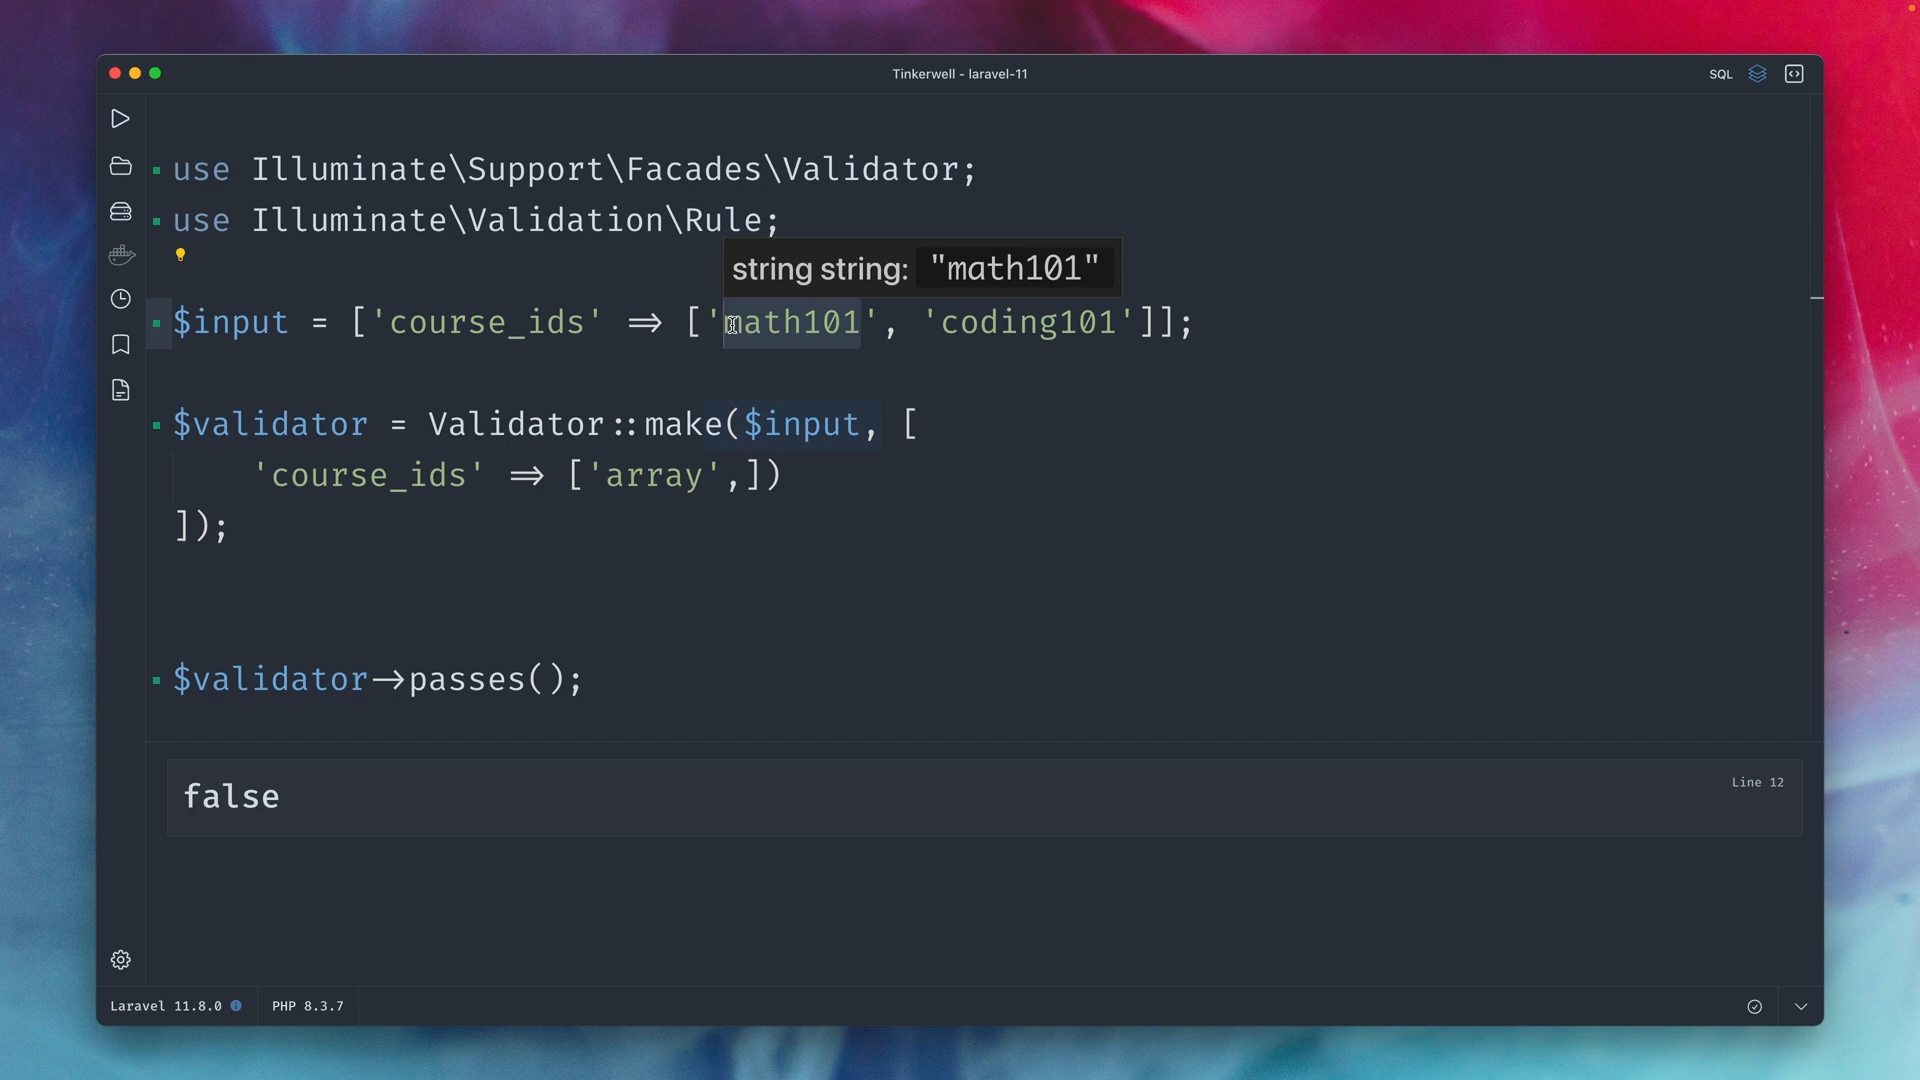 Tinkerwell - laravel-11
SQL
use Illuminate\Support\Facades\Validator;
use Illuminate\Validation\Rule;
string string: "math101"
$input = ['course_ids' => ['math101', 'coding101']];
$validator = Validator::make($input, [
'course_ids' => ['array',])
]);
$validator->passes();
false
Line 12
Laravel 11.8.0
PHP 8.3.7